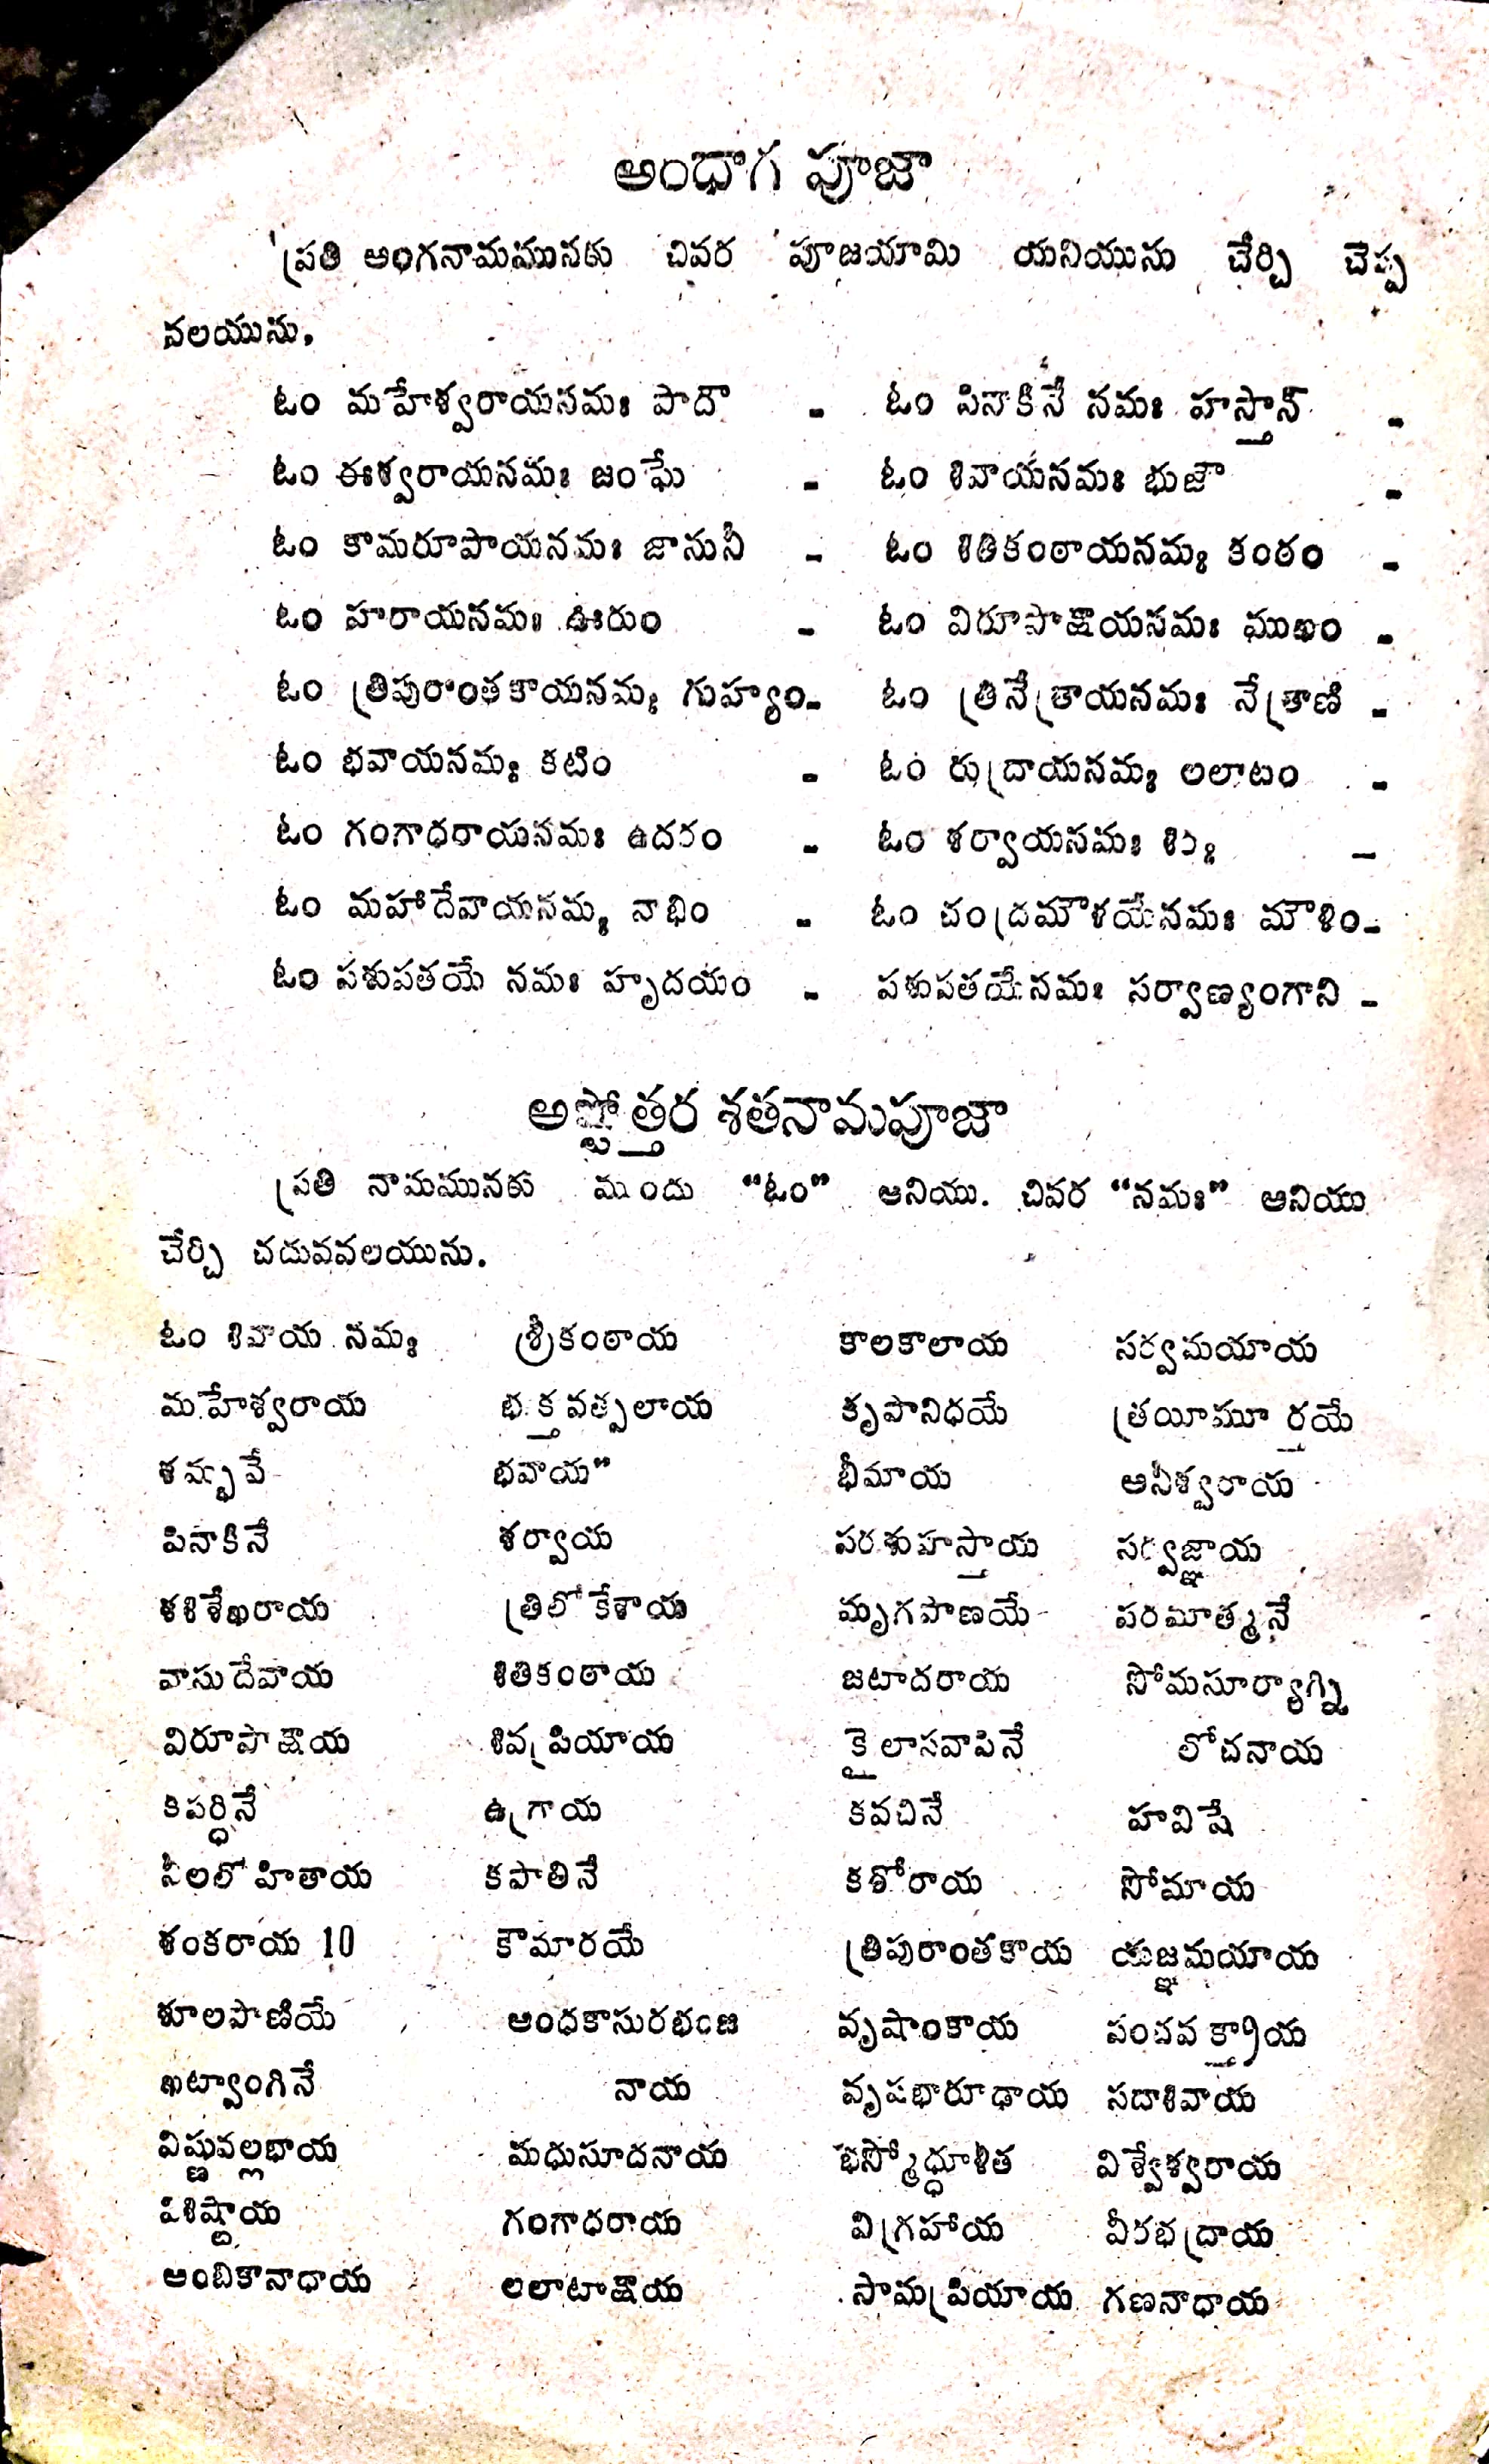 అంధాగ పూజా
ప్రతి అంగనామమునకు చివర 'పూజయామి యనియును చేర్చి చెప్ప
వలయును.
ఓం మహేశ్వరాయనమః పాదౌ - ఓం పినాకినే నమః హస్తాన్ -
ఓం ఈశ్వరాయనమః జంఘే - ఓం శివాయనమః భుజౌ -
ఓం కామరూపాయనమః జానునీ - ఓం శితికంఠాయనమః కంఠం -
ఓం హరాయనమః ఊరుం - ఓం విరూపాక్షాయనమః ముఖం -
ఓం త్రిపురాంతకాయనమః గుహ్యం- ఓం త్రినేత్రాయనమః నేత్రాణి -
ఓం భవాయనమః కటిం - ఓం రుద్రాయనమః లలాటం -
ఓం గంగాధరాయనమః ఉదరం - ఓం శర్వాయనమః శిరః -
ఓం మహాదేవాయనమః నాభిం - ఓం చంద్రమౌళయేనమః మౌళిం-
ఓం పశుపతయే నమః హృదయం - పశుపతయేనమః సర్వాణ్యంగాని -
అష్టోత్తర శతనామపూజా
ప్రతి నామమునకు ముందు "ఓం" అనియు. చివర "నమః" అనియు
చేర్చి చదువవలయును.
ఓం శివాయ నమః శ్రీకంఠాయ కాలకాలాయ సర్వమయాయ
మహేశ్వరాయ భక్తవత్సలాయ కృపానిధయే త్రయీమూర్తయే
శమ్భవే భవాయ" భీమాయ అనీశ్వరాయ
పినాకినే శర్వాయ పరశుహస్తాయ సర్వజ్ఞాయ
శశిశేఖరాయ త్రిలోకేశాయ మృగపాణయే పరమాత్మనే
వాసుదేవాయ శితికంఠాయ జటాదరాయ సోమసూర్యాగ్ని
విరూపాక్షాయ శివప్రియాయ కైలాసవాసినే లోచనాయ
కపర్ధినే ఉగ్రాయ కవచినే హవిషే
నీలలోహితాయ కపాలినే కఠోరాయ సోమాయ
శంకరాయ 10 కౌమారయే త్రిపురాంతకాయ యజ్ఞమయాయ
శూలపాణియే అంధకాసురభంజ వృషాంకాయ పంచవక్త్రాయ
ఖట్వాంగినే నాయ వృషభారూఢాయ సదాశివాయ
విష్ణువల్లభాయ మధుసూదనాయ భస్మోధ్ధూళిత విశ్వేశ్వరాయ
శిశిష్టాయ గంగాధరాయ విగ్రహాయ వీరభద్రాయ
అంబికానాధాయ లలాటాక్షాయ సామప్రియాయ గణనాధాయ